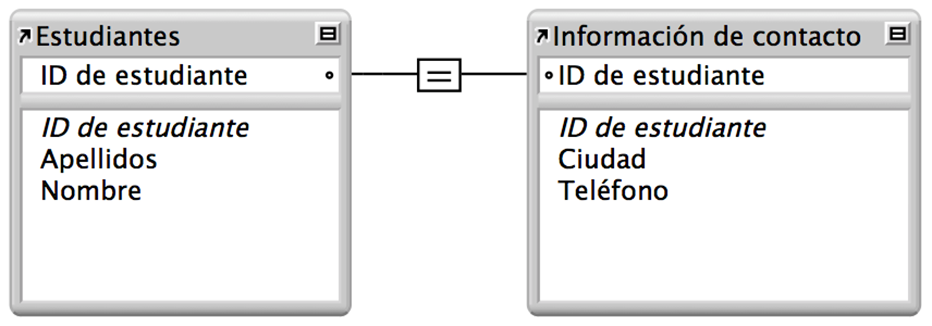 Estudiantes
ID de estudiante
ID de estudiante
Apellidos
Nombre
=
Información de contacto
ID de estudiante
ID de estudiante
Ciudad
Teléfono